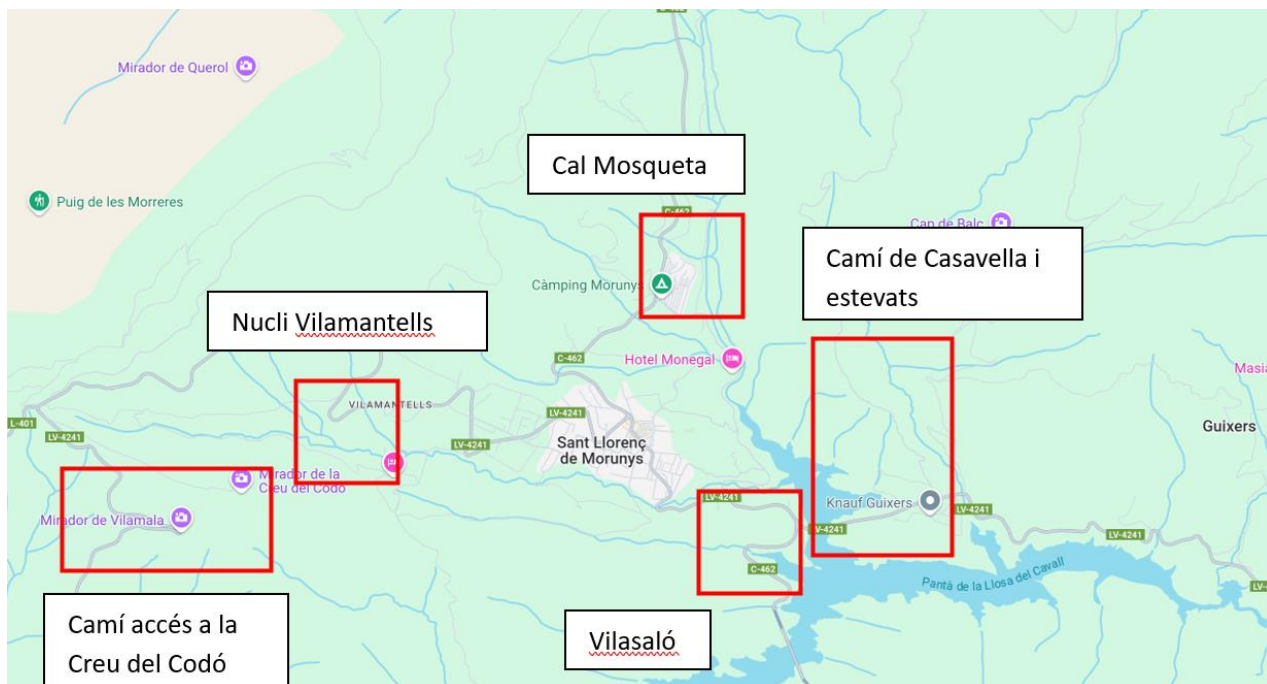 Mirador de Querol
Cal Mosqueta
Puig de les Morreres
C-462
Cap de Balc
Camí de Casavella i
estevats
Càmping Morunys
Nucli Vilamantells
C-462
Hotel Monegal
Masia
VILAMANTELLS
L-401
LV-4241
LV-4241
LV-4241
Sant Llorenç
de Morunys
Guixers
Mirador de la
Creu del Codó
LV-4241
Knauf Guixers
Mirador de Vilamala
LV-4241
LV-4241
LV-4241
C-462
Pantà de la Llosa del Cavall
LV-4241
Camí accés a la
Creu del Codó
Vilasaló